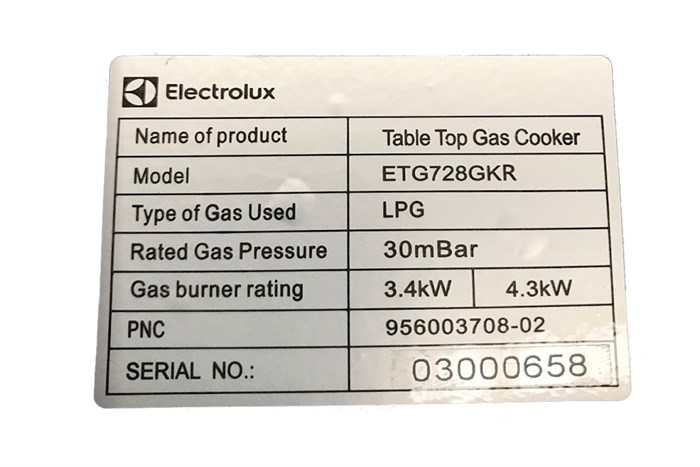 Electrolux
Name of product Table Top Gas Cooker
Model ETG728GKR
Type of Gas Used LPG
Rated Gas Pressure 30mBar
Gas burner rating 3.4kW 4.3kW
PNC 956003708-02
SERIAL NO.: 03000658